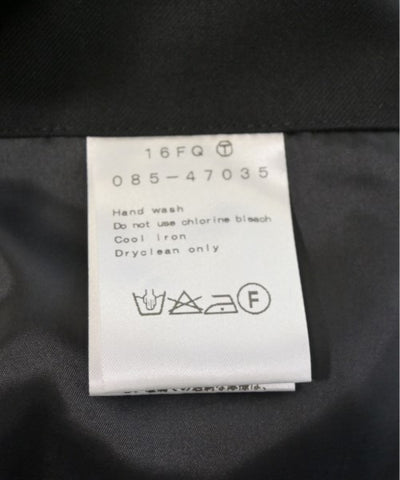 16FQ Ⓣ
085-47035
Hand wash
Do not use chlorine bleach
Cool iron
Dryclean only
F